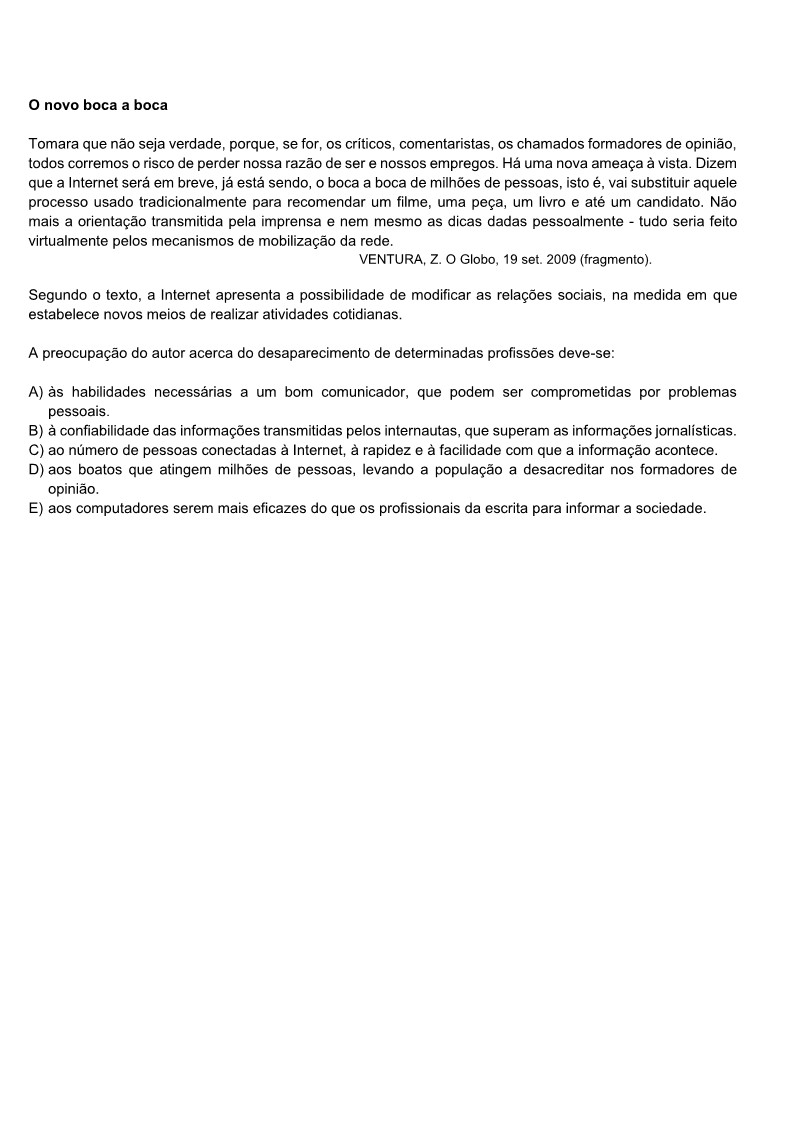 O novo boca a boca
Tomara que não seja verdade, porque, se for, os críticos, comentaristas, os chamados formadores de opinião,
todos corremos o risco de perder nossa razão de ser e nossos empregos. Há uma nova ameaça à vista. Dizem
que a Internet será em breve, já está sendo, o boca a boca de milhões de pessoas, isto é, vai substituir aquele
processo usado tradicionalmente para recomendar um filme, uma peça, um livro e até um candidato. Não
mais a orientação transmitida pela imprensa e nem mesmo as dicas dadas pessoalmente - tudo seria feito
virtualmente pelos mecanismos de mobilização da rede.
VENTURA, Z. O Globo, 19 set. 2009 (fragmento).
Segundo o texto, a Internet apresenta a possibilidade de modificar as relações sociais, na medida em que
estabelece novos meios de realizar atividades cotidianas.
A preocupação do autor acerca do desaparecimento de determinadas profissões deve-se:
A) às habilidades necessárias a um bom comunicador, que podem ser comprometidas por problemas
pessoais.
B) à confiabilidade das informações transmitidas pelos internautas, que superam as informações jornalísticas.
C) ao número de pessoas conectadas à Internet, à rapidez e à facilidade com que a informação acontece.
D) aos boatos que atingem milhões de pessoas, levando a população a desacreditar nos formadores de
opinião.
E) aos computadores serem mais eficazes do que os profissionais da escrita para informar a sociedade.